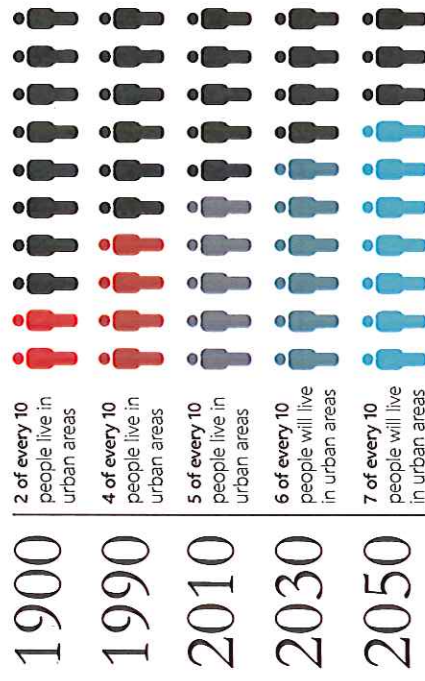 1900
2 of every 10
people live in
urban areas
1990
4 of every 10
people live in
urban areas
2010
5 of every 10
people live in
urban areas
2030
6 of every 10
people will live
in urban areas
2050
7 of every 10
people will live
in urban areas